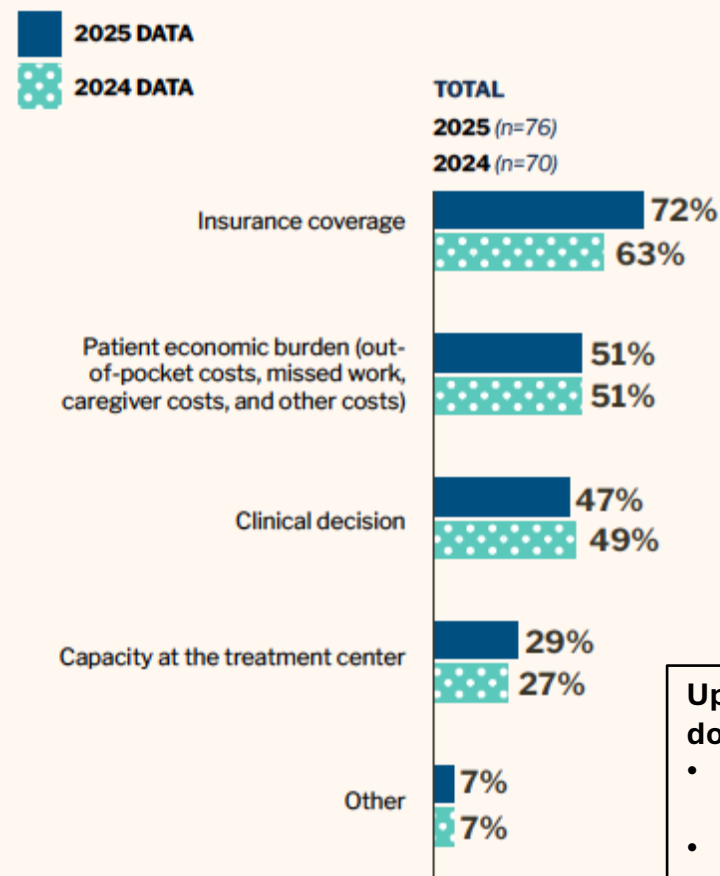 2025 DATA
2024 DATA
TOTAL
2025 (n=76)
2024 (n=70)
Insurance coverage
72%
63%
Patient economic burden (out-
of-pocket costs, missed work,
caregiver costs, and other costs)
51%
51%
Clinical decision
47%
49%
Capacity at the treatment center
29%
27%
Other
7%
7%